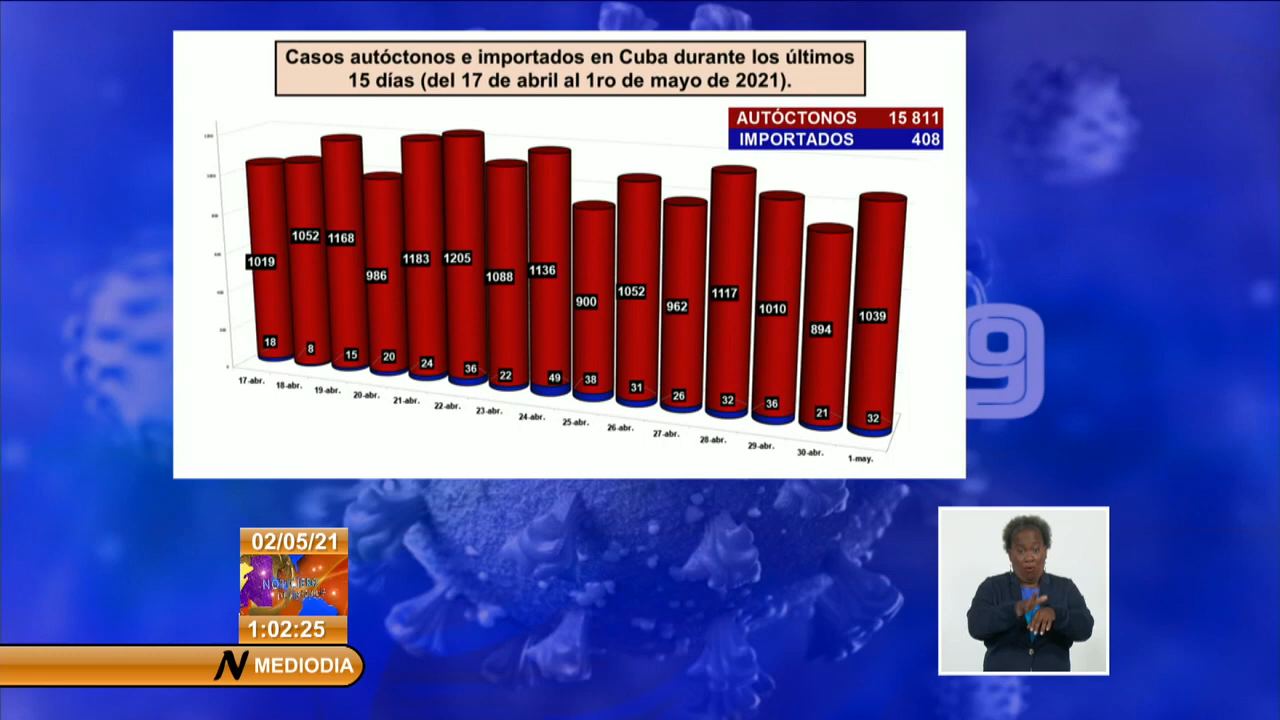 Casos autóctonos e importados en Cuba durante los últimos
15 días (del 17 de abril al 1ro de mayo de 2021).
AUTÓCTONOS 15 811
IMPORTADOS 408
1019 1052 1168 986 1183 1205 1088 1136 900 1052 962 1117 1010 894 1039
18 8 15 20 24 36 22 49 38 31 26 32 36 21 32
17-abr. 18-abr. 19-abr. 20-abr. 21-abr. 22-abr. 23-abr. 24-abr. 25-abr. 26-abr. 27-abr. 28-abr. 29-abr. 30-abr. 1-may.
9
02/05/21
1:02:25
N MEDIODIA